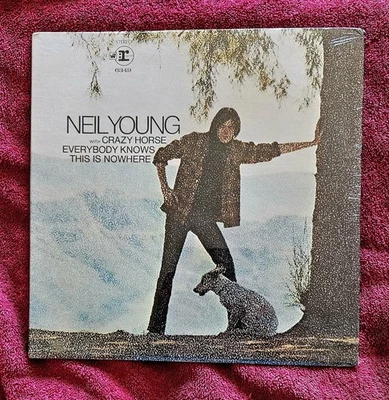 NEIL YOUNG
with CRAZY HORSE
EVERYBODY KNOWS
THIS IS NOWHERE